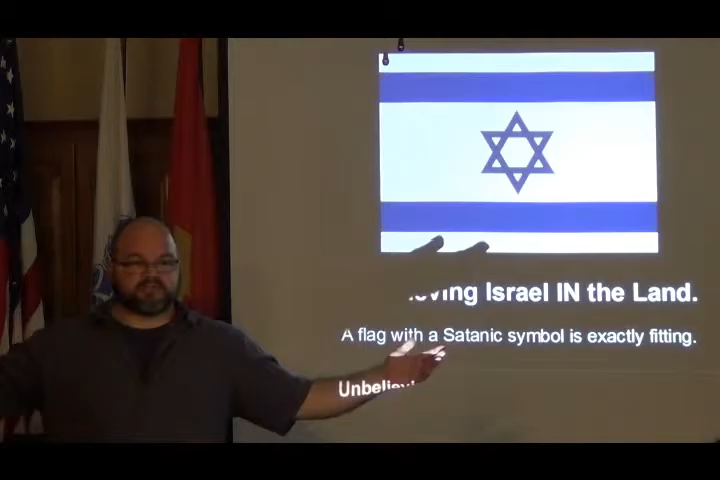 Israel IN the Land.
A flag with a Satanic symbol is exactly fitting.